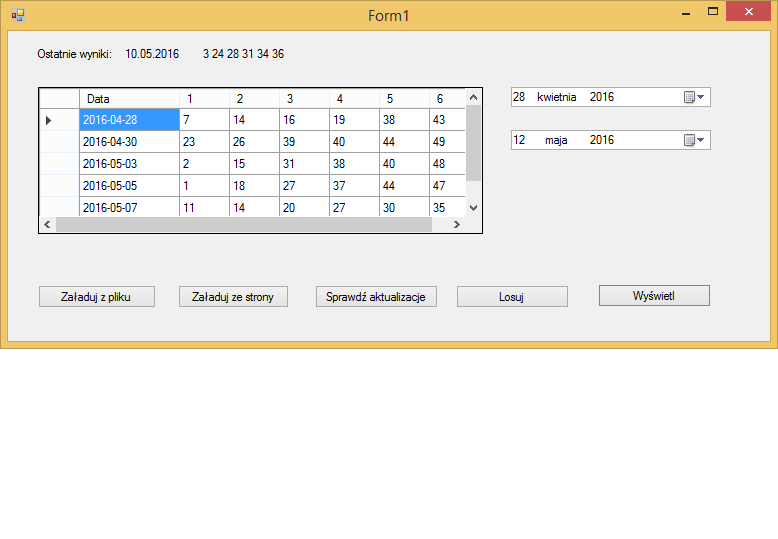 Form1
Ostatnie wyniki: 10.05.2016 3 24 28 31 34 36
Data 1 2 3 4 5 6
2016-04-28 7 14 16 19 38 43
2016-04-30 23 26 39 40 44 49
2016-05-03 2 15 31 38 40 48
2016-05-05 1 18 27 37 44 47
2016-05-07 11 14 20 27 30 35
28 kwietnia 2016
12 maja 2016
Załaduj z pliku
Załaduj ze strony
Sprawdź aktualizacje
Losuj
Wyświetl